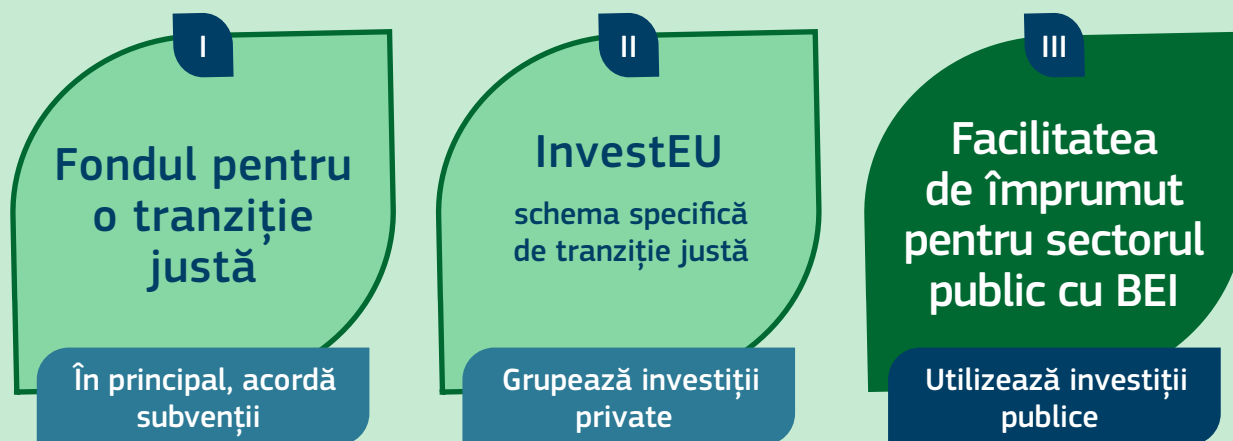 I
Fondul pentru
o tranziție
justă
În principal, acordă
subvenții
II
InvestEU
schema specifică
de tranziție justă
Grupează investiții
private
III
Facilitatea
de împrumut
pentru sectorul
public cu BEI
Utilizează investiții
publice